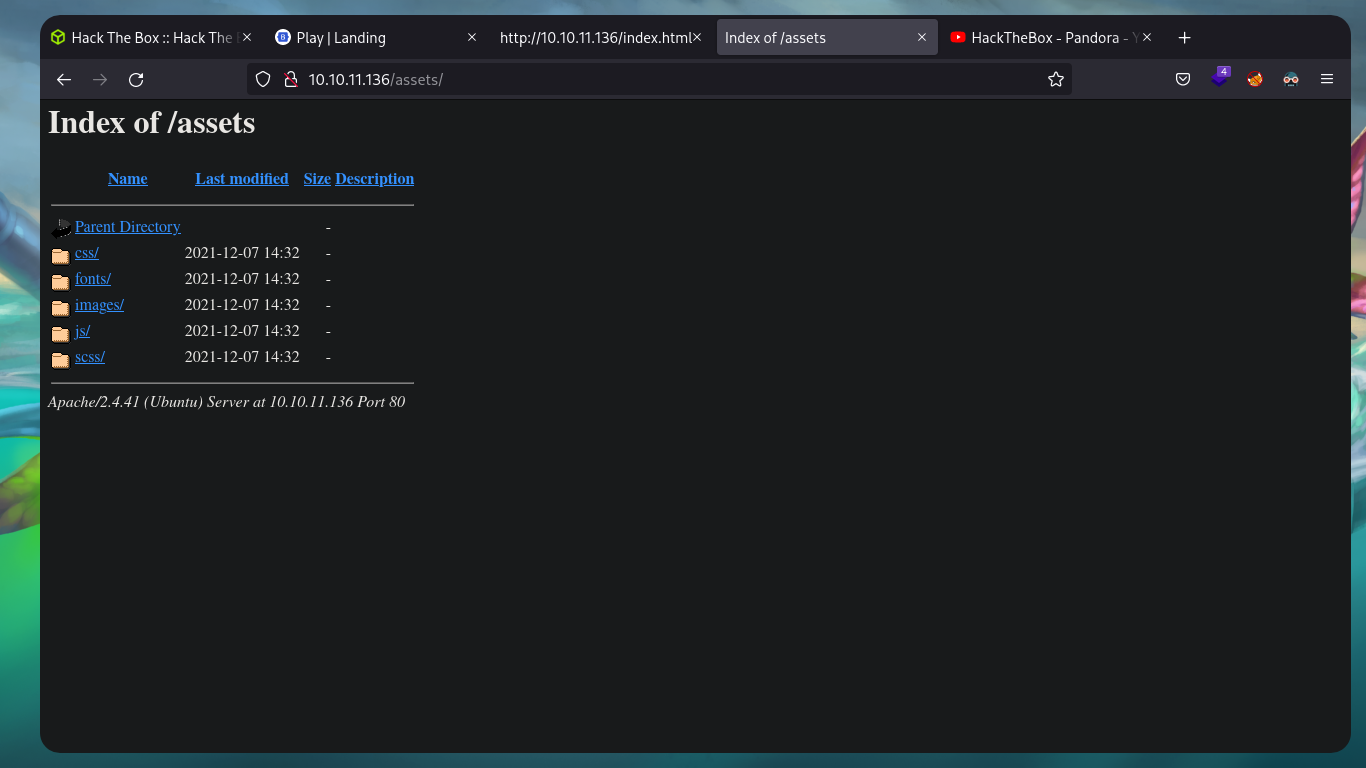 Hack The Box :: Hack The
Play | Landing
http://10.10.11.136/index.html
Index of /assets
HackTheBox - Pandora - Y
10.10.11.136/assets/
4
Index of /assets
Name Last modified Size Description
Parent Directory -
css/ 2021-12-07 14:32 -
fonts/ 2021-12-07 14:32 -
images/ 2021-12-07 14:32 -
js/ 2021-12-07 14:32 -
scss/ 2021-12-07 14:32 -
Apache/2.4.41 (Ubuntu) Server at 10.10.11.136 Port 80